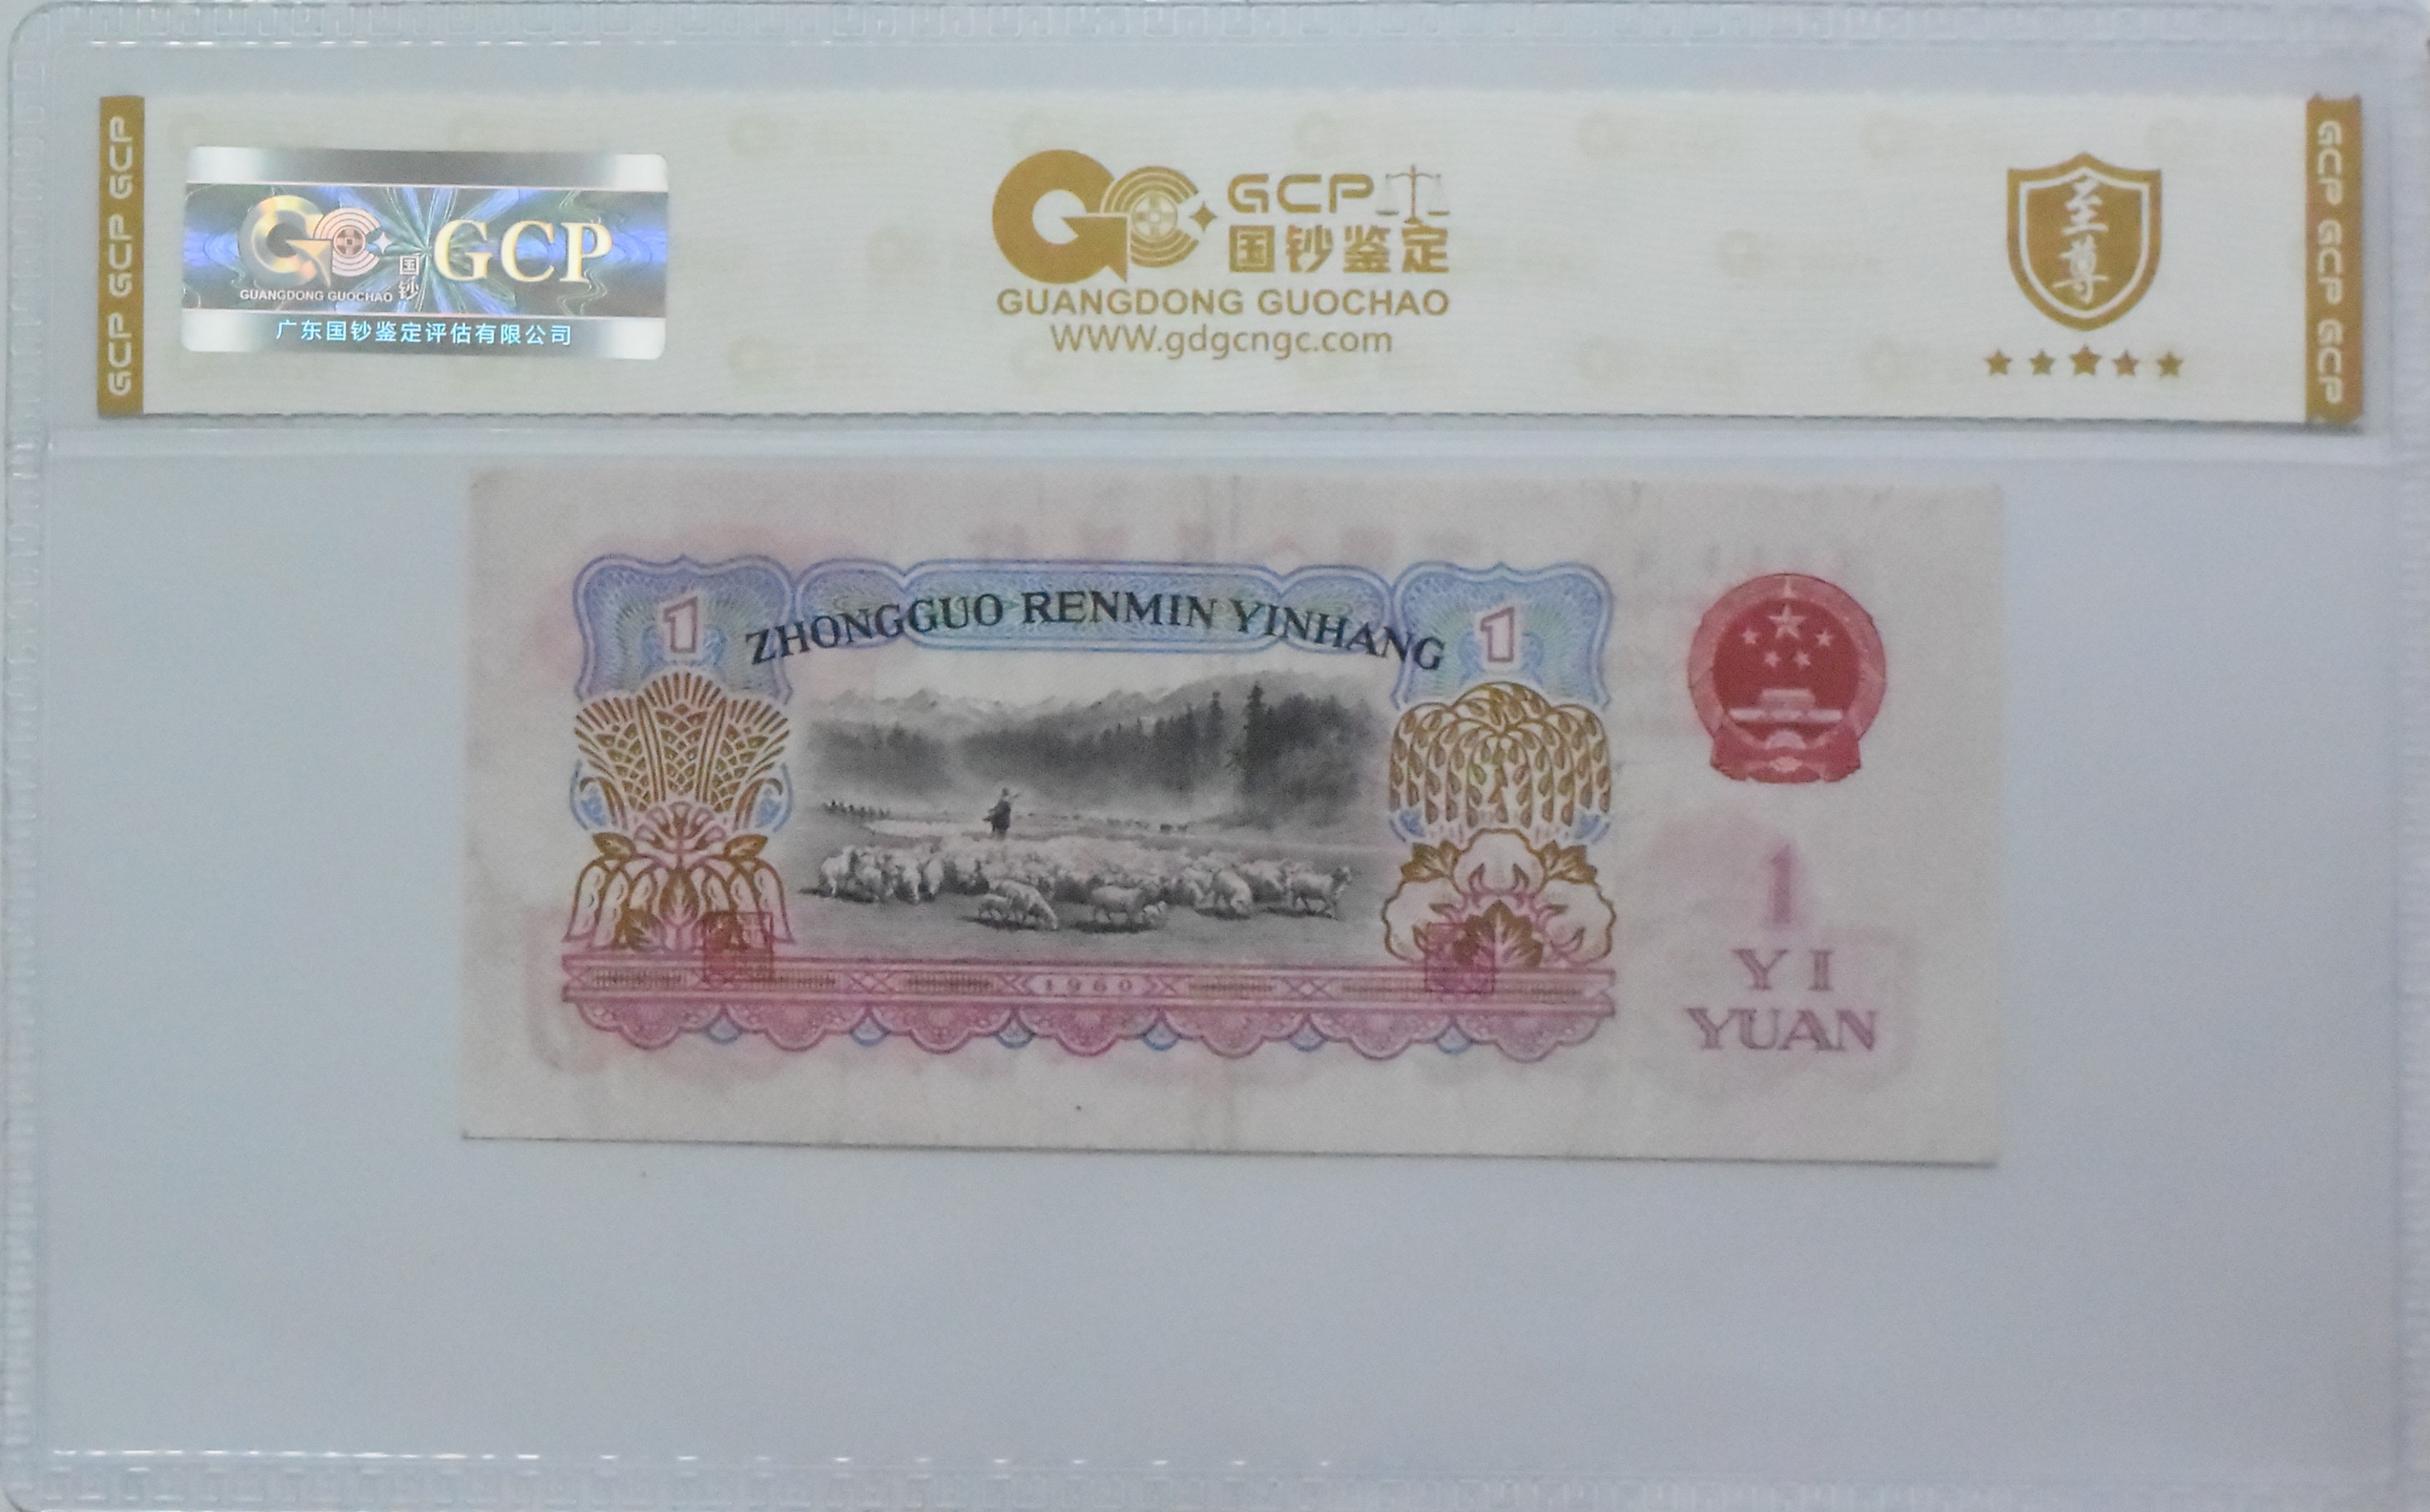 GCP GCP GCP
GCP
国钞
GUANGDONG GUOCHAO
广东国钞鉴定评估有限公司
GCP
国钞鉴定
GUANGDONG GUOCHAO
WWW.gdgcngc.com
至尊
GCP GCP GCP
ZHONGGUO RENMIN YINHANG
1
1
1960
1
YI
YUAN